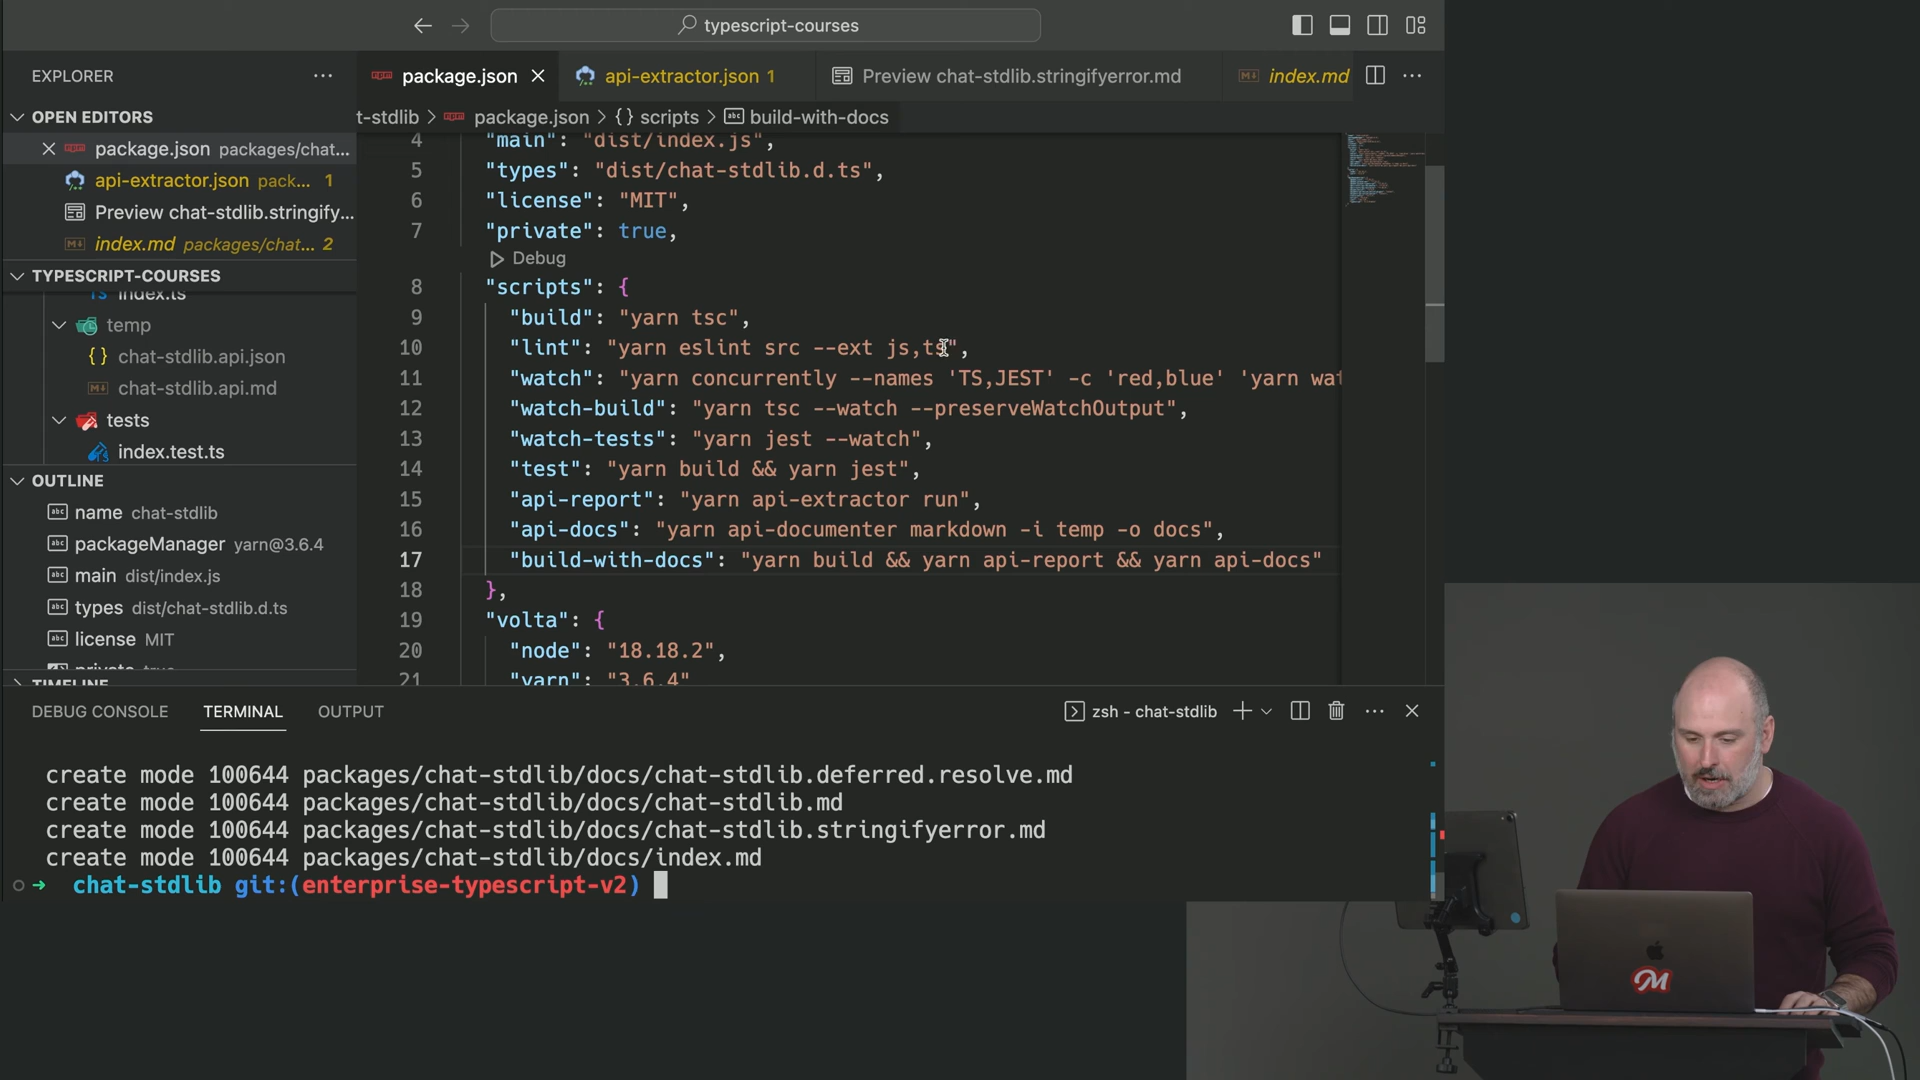 typescript-courses
EXPLORER
package.json
api-extractor.json 1
Preview chat-stdlib.stringifyerror.md
index.md
OPEN EDITORS
t-stdlib > package.json > {} scripts > build-with-docs
package.json packages/chat...
api-extractor.json pack... 1
Preview chat-stdlib.stringify...
index.md packages/chat... 2
TYPESCRIPT-COURSES
index.ts
temp
{} chat-stdlib.api.json
chat-stdlib.api.md
tests
index.test.ts
OUTLINE
name chat-stdlib
packageManager yarn@3.6.4
main dist/index.js
types dist/chat-stdlib.d.ts
license MIT
private true
TIMELINE
4 "main": "dist/index.js",
5 "types": "dist/chat-stdlib.d.ts",
6 "license": "MIT",
7 "private": true,
Debug
8 "scripts": {
9 "build": "yarn tsc",
10 "lint": "yarn eslint src --ext js,ts",
11 "watch": "yarn concurrently --names 'TS,JEST' -c 'red,blue' 'yarn wat
12 "watch-build": "yarn tsc --watch --preserveWatchOutput",
13 "watch-tests": "yarn jest --watch",
14 "test": "yarn build && yarn jest",
15 "api-report": "yarn api-extractor run",
16 "api-docs": "yarn api-documenter markdown -i temp -o docs",
17 "build-with-docs": "yarn build && yarn api-report && yarn api-docs"
18 },
19 "volta": {
20 "node": "18.18.2",
21 "yarn": "3.6.4"
DEBUG CONSOLE TERMINAL OUTPUT
zsh - chat-stdlib
create mode 100644 packages/chat-stdlib/docs/chat-stdlib.deferred.resolve.md
create mode 100644 packages/chat-stdlib/docs/chat-stdlib.md
create mode 100644 packages/chat-stdlib/docs/chat-stdlib.stringifyerror.md
create mode 100644 packages/chat-stdlib/docs/index.md
→ chat-stdlib git:(enterprise-typescript-v2)
M